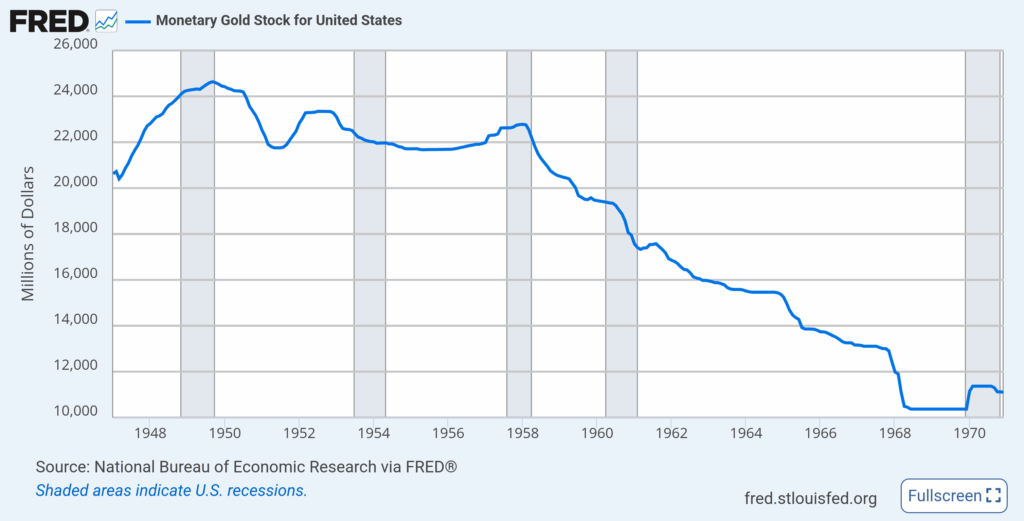 FRED Monetary Gold Stock for United States
26,000
24,000
22,000
20,000
18,000
16,000
14,000
12,000
10,000
Millions of Dollars
1948 1950 1952 1954 1956 1958 1960 1962 1964 1966 1968 1970
Source: National Bureau of Economic Research via FRED®
Shaded areas indicate U.S. recessions.
fred.stlouisfed.org
Fullscreen